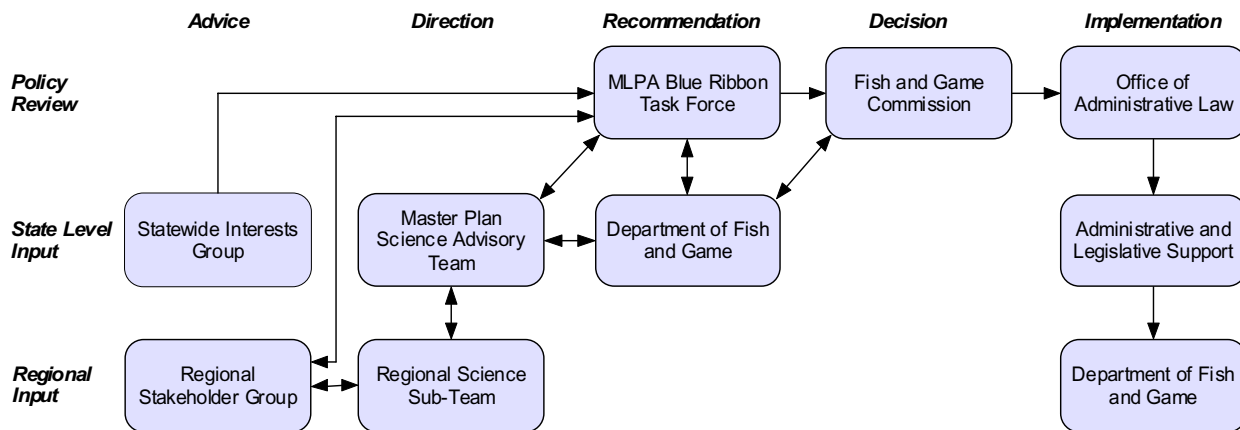 Advice Direction Recommendation Decision Implementation
Policy
Review
MLPA Blue Ribbon
Task Force
Fish and Game
Commission
Office of
Administrative Law
State Level
Input
Statewide Interests
Group
Master Plan
Science Advisory
Team
Department of Fish
and Game
Administrative and
Legislative Support
Regional
Input
Regional
Stakeholder Group
Regional Science
Sub-Team
Department of Fish
and Game